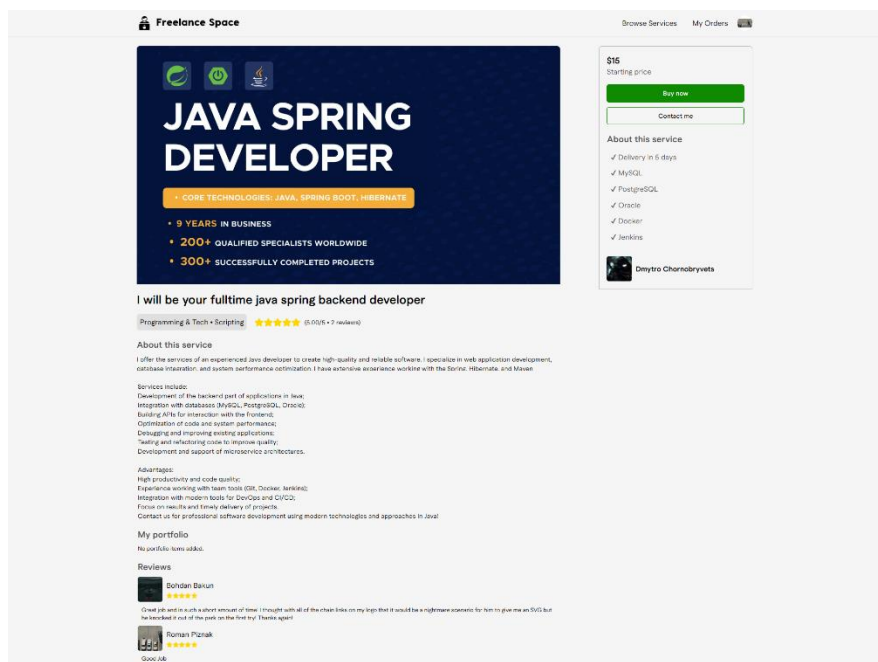 Freelance Space
Browse Services
My Orders
JAVA SPRING
DEVELOPER
• CORE TECHNOLOGIES: JAVA, SPRING BOOT, HIBERNATE
• 9 YEARS IN BUSINESS
• 200+ QUALIFIED SPECIALISTS WORLDWIDE
• 300+ SUCCESSFULLY COMPLETED PROJECTS
$15
Starting price
Buy now
Contact me
About this service
✓ Delivery in 5 days
✓ MySQL
✓ PostgreSQL
✓ Oracle
✓ Docker
✓ Jenkins
Dmytro Chornobryvets
I will be your fulltime java spring backend developer
Programming & Tech • Scripting
(5.00/5 • 2 reviews)
About this service
I offer the services of an experienced Java developer to create high-quality and reliable software. I specialize in web application development,
database integration, and system performance optimization. I have extensive experience working with the Spring, Hibernate, and Maven
Services include:
Development of the backend part of applications in Java;
Integration with databases (MySQL, PostgreSQL, Oracle);
Building APIs for interaction with the frontend;
Optimization of code and system performance;
Debugging and improving existing applications;
Testing and refactoring code to improve quality;
Development and support of microservice architectures.
Advantages:
High productivity and code quality;
Experience working with team tools (Git, Docker, Jenkins);
Integration with modern tools for DevOps and CI/CD;
Focus on results and timely delivery of projects.
Contact us for professional software development using modern technologies and approaches in Java!
My portfolio
No portfolio items added.
Reviews
Bohdan Bakun
Great job and in such a short amount of time! I thought with all of the chain links on my logo that it would be a nightmare scenario for him to give me an SVG but
he knocked it out of the park on the first try! Thanks again!
Roman Piznak
Good Job